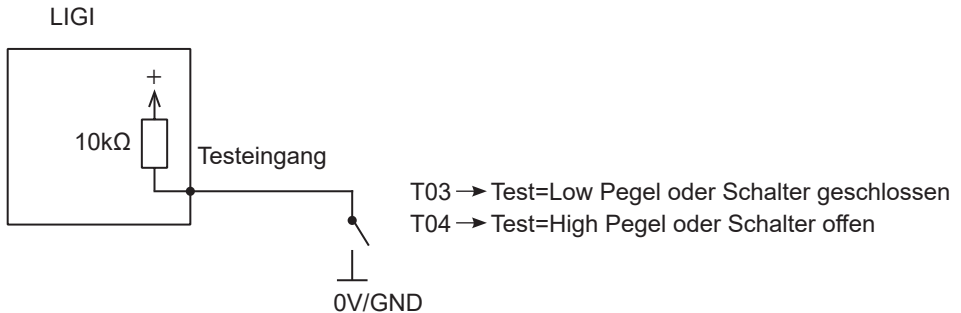 LIGI
+
10kΩ
Testeingang
T03 → Test=Low Pegel oder Schalter geschlossen
T04 → Test=High Pegel oder Schalter offen
0V/GND